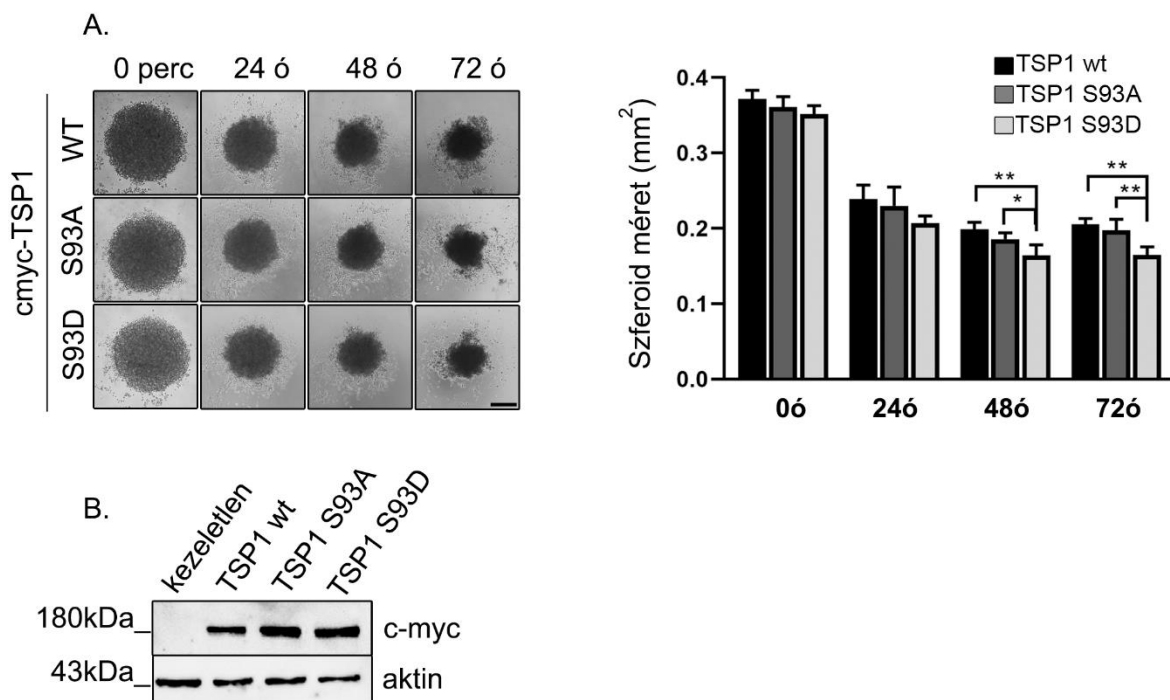 A.
0 perc 24 ó 48 ó 72 ó
cmyc-TSP1
WT
S93A
S93D
TSP1 wt
TSP1 S93A
TSP1 S93D
Szferoid méret (mm²)
0.4
0.3
0.2
0.1
0.0
** ** 
* **
0ó 24ó 48ó 72ó
B.
kezeletlen
TSP1 wt
TSP1 S93A
TSP1 S93D
180kDa_ c-myc
43kDa_ aktin